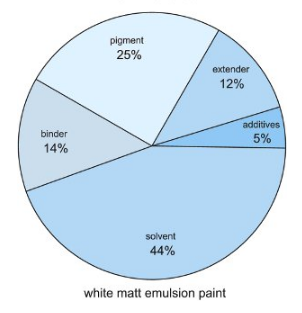 pigment
25%
extender
12%
additives
5%
binder
14%
solvent
44%
white matt emulsion paint